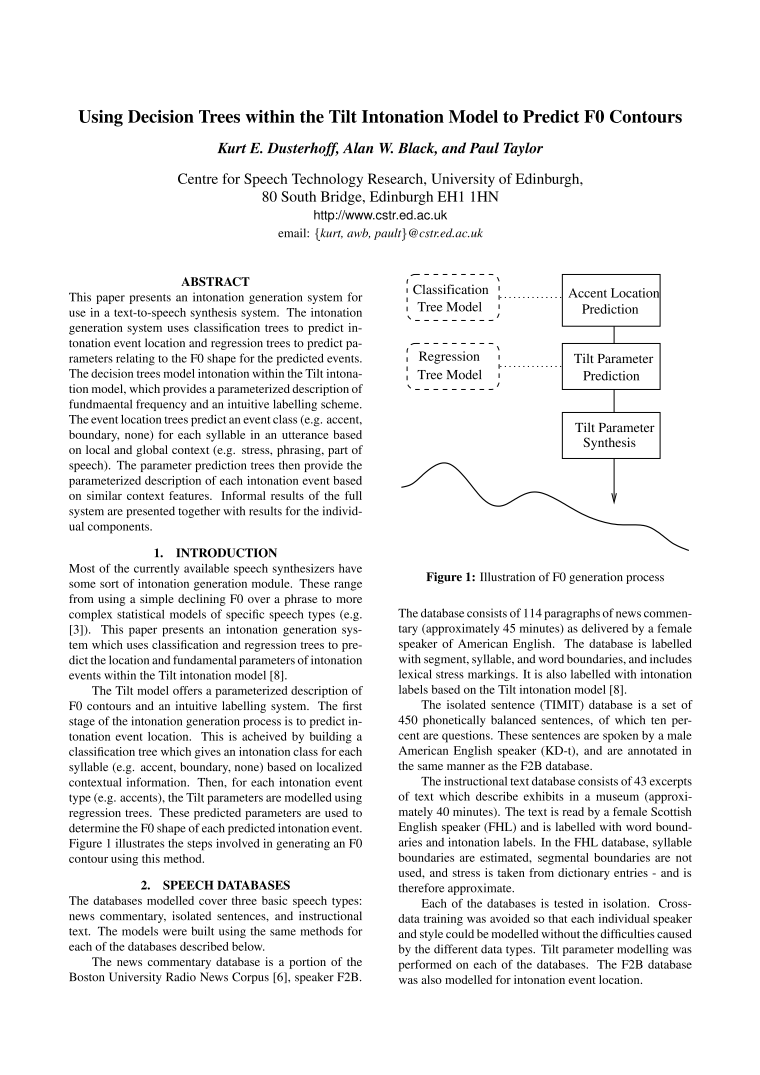 Using Decision Trees within the Tilt Intonation Model to Predict F0 Contours
Kurt E. Dusterhoff, Alan W. Black, and Paul Taylor
Centre for Speech Technology Research, University of Edinburgh,
80 South Bridge, Edinburgh EH1 1HN
http://www.cstr.ed.ac.uk
email: {kurt, awb, pault}@cstr.ed.ac.uk
ABSTRACT
This paper presents an intonation generation system for
use in a text-to-speech synthesis system. The intonation
generation system uses classification trees to predict in-
tonation event location and regression trees to predict pa-
rameters relating to the F0 shape for the predicted events.
The decision trees model intonation within the Tilt intona-
tion model, which provides a parameterized description of
fundmaental frequency and an intuitive labelling scheme.
The event location trees predict an event class (e.g. accent,
boundary, none) for each syllable in an utterance based
on local and global context (e.g. stress, phrasing, part of
speech). The parameter prediction trees then provide the
parameterized description of each intonation event based
on similar context features. Informal results of the full
system are presented together with results for the individ-
ual components.
1. INTRODUCTION
Most of the currently available speech synthesizers have
some sort of intonation generation module. These range
from using a simple declining F0 over a phrase to more
complex statistical models of specific speech types (e.g.
[3]). This paper presents an intonation generation sys-
tem which uses classification and regression trees to pre-
dict the location and fundamental parameters of intonation
events within the Tilt intonation model [8].
The Tilt model offers a parameterized description of
F0 contours and an intuitive labelling system. The first
stage of the intonation generation process is to predict in-
tonation event location. This is acheived by building a
classification tree which gives an intonation class for each
syllable (e.g. accent, boundary, none) based on localized
contextual information. Then, for each intonation event
type (e.g. accents), the Tilt parameters are modelled using
regression trees. These predicted parameters are used to
determine the F0 shape of each predicted intonation event.
Figure 1 illustrates the steps involved in generating an F0
contour using this method.
2. SPEECH DATABASES
The databases modelled cover three basic speech types:
news commentary, isolated sentences, and instructional
text. The models were built using the same methods for
each of the databases described below.
The news commentary database is a portion of the
Boston University Radio News Corpus [6], speaker F2B.
Classification
Tree Model
Accent Location
Prediction
Regression
Tree Model
Tilt Parameter
Prediction
Tilt Parameter
Synthesis
Figure 1: Illustration of F0 generation process
The database consists of 114 paragraphs of news commen-
tary (approximately 45 minutes) as delivered by a female
speaker of American English. The database is labelled
with segment, syllable, and word boundaries, and includes
lexical stress markings. It is also labelled with intonation
labels based on the Tilt intonation model [8].
The isolated sentence (TIMIT) database is a set of
450 phonetically balanced sentences, of which ten per-
cent are questions. These sentences are spoken by a male
American English speaker (KD-t), and are annotated in
the same manner as the F2B database.
The instructional text database consists of 43 excerpts
of text which describe exhibits in a museum (approxi-
mately 40 minutes). The text is read by a female Scottish
English speaker (FHL) and is labelled with word bound-
aries and intonation labels. In the FHL database, syllable
boundaries are estimated, segmental boundaries are not
used, and stress is taken from dictionary entries - and is
therefore approximate.
Each of the databases is tested in isolation. Cross-
data training was avoided so that each individual speaker
and style could be modelled without the difficulties caused
by the different data types. Tilt parameter modelling was
performed on each of the databases. The F2B database
was also modelled for intonation event location.